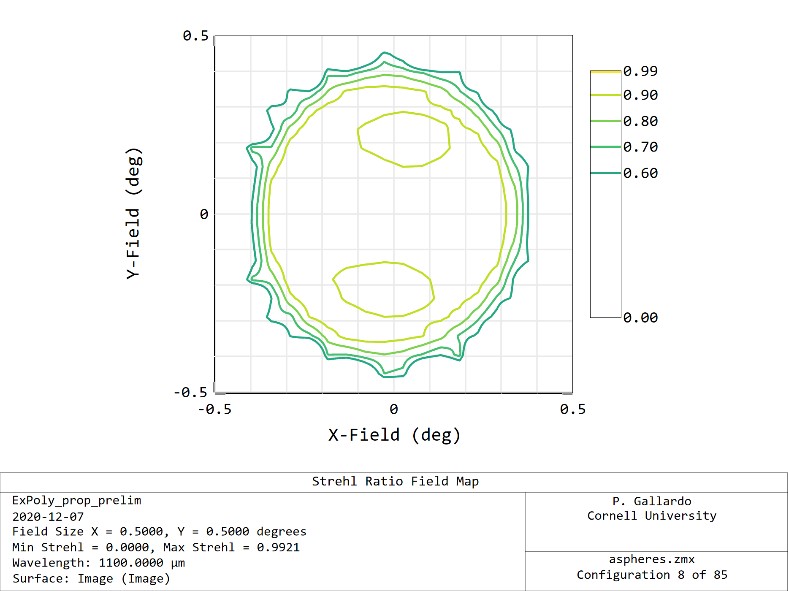 0.5
0
-0.5
-0.5
0
0.5
Y-Field (deg)
X-Field (deg)
0.99
0.90
0.80
0.70
0.60
0.00
Strehl Ratio Field Map
ExPoly_prop_prelim
2020-12-07
Field Size X = 0.5000, Y = 0.5000 degrees
Min Strehl = 0.0000, Max Strehl = 0.9921
Wavelength: 1100.0000 µm
Surface: Image (Image)
P. Gallardo
Cornell University
aspheres.zmx
Configuration 8 of 85